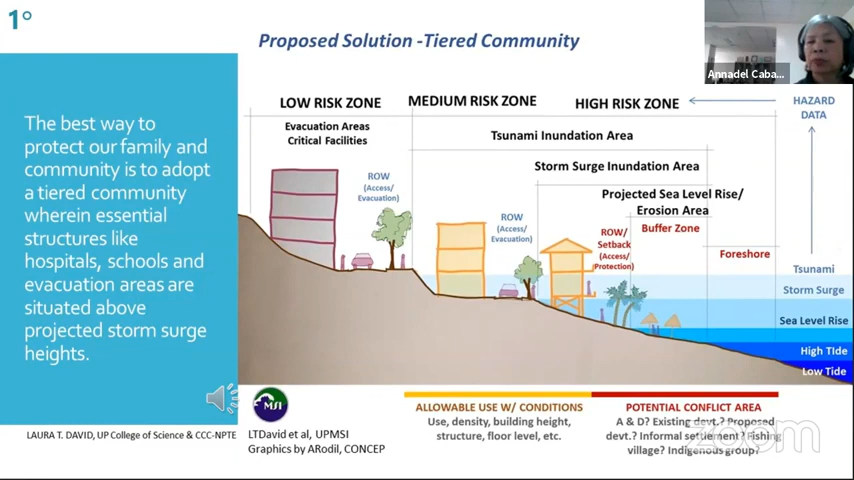 1°
Proposed Solution -Tiered Community
Annadel Caba...
The best way to
protect our family and
community is to adopt
a tiered community
wherein essential
structures like
hospitals, schools and
evacuation areas are
situated above
projected storm surge
heights.
LOW RISK ZONE
MEDIUM RISK ZONE
HIGH RISK ZONE
HAZARD
DATA
Evacuation Areas
Critical Facilities
Tsunami Inundation Area
Storm Surge Inundation Area
Projected Sea Level Rise/
Erosion Area
ROW
(Access/
Evacuation)
ROW
(Access/
Evacuation)
ROW/
Setback
(Access/
Protection)
Buffer Zone
Foreshore
Tsunami
Storm Surge
Sea Level Rise
High TIde
Low Tide
MSI
LTDavid et al, UPMSI
Graphics by ARodil, CONCEP
ALLOWABLE USE W/ CONDITIONS
Use, density, building height,
structure, floor level, etc.
POTENTIAL CONFLICT AREA
A & D? Existing devt.? Proposed
devt.? Informal settlement? Fishing
village? Indigenous group?
zoom
LAURA T. DAVID, UP College of Science & CCC-NPTE